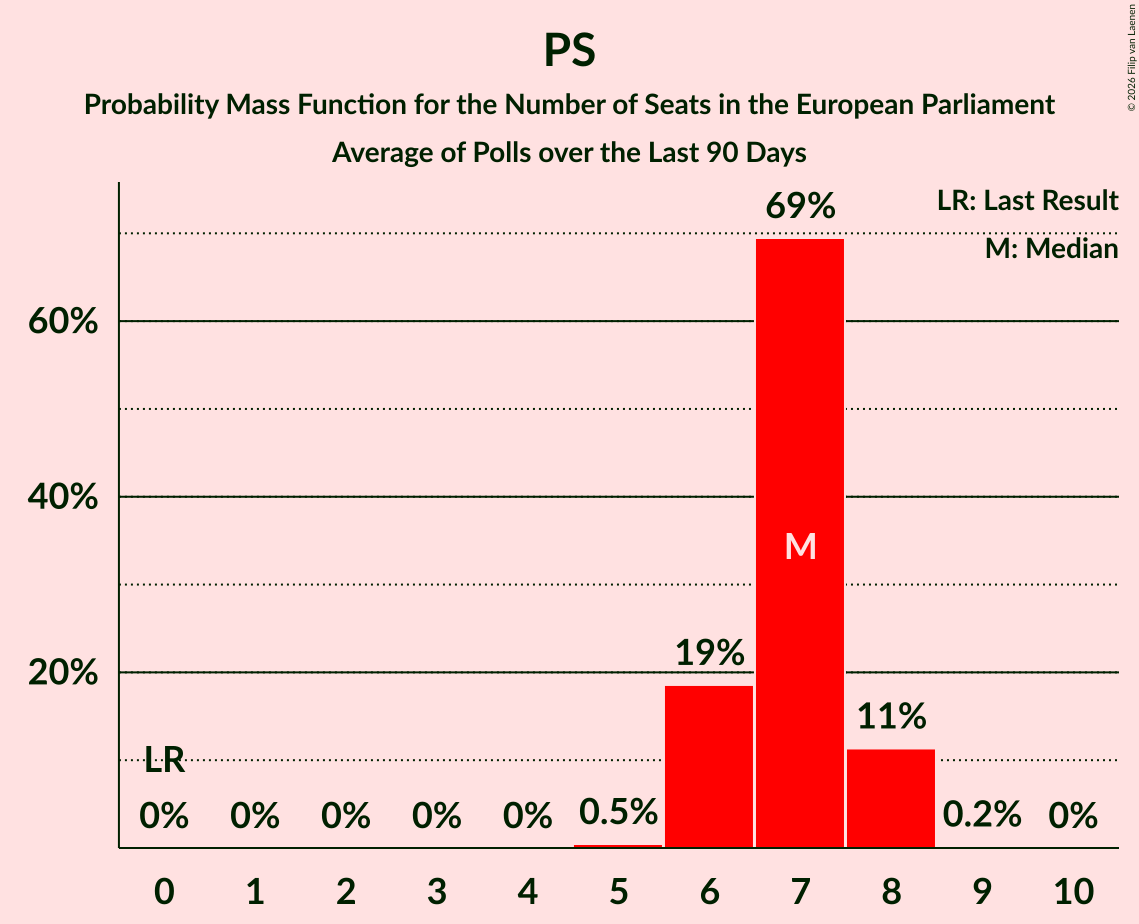 PS
Probability Mass Function for the Number of Seats in the European Parliament
Average of Polls over the Last 90 Days
© 2026 Filip van Laenen
LR: Last Result
M: Median
69%
60%
40%
M
19%
20%
11%
LR
0% 0% 0% 0% 0% 0.5% 0.2% 0%
0 1 2 3 4 5 6 7 8 9 10